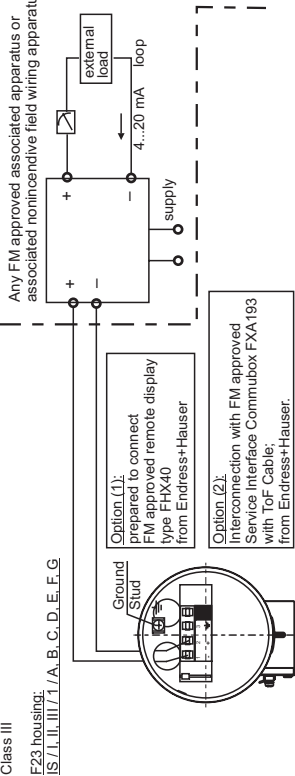 Class III
F23 housing:
IS / I, II, III / 1 / A, B, C, D, E, F, G
Ground
Stud
Option (1):
prepared to connect
FM approved remote display
type FHX40
from Endress+Hauser
Option (2):
Interconnection with FM approved
Service Interface Commubox FXA193
with ToF Cable;
from Endress+Hauser.
Any FM approved associated apparatus or
associated nonincendive field wiring
+
–
+
–
supply
4...20 mA
loop
external
load